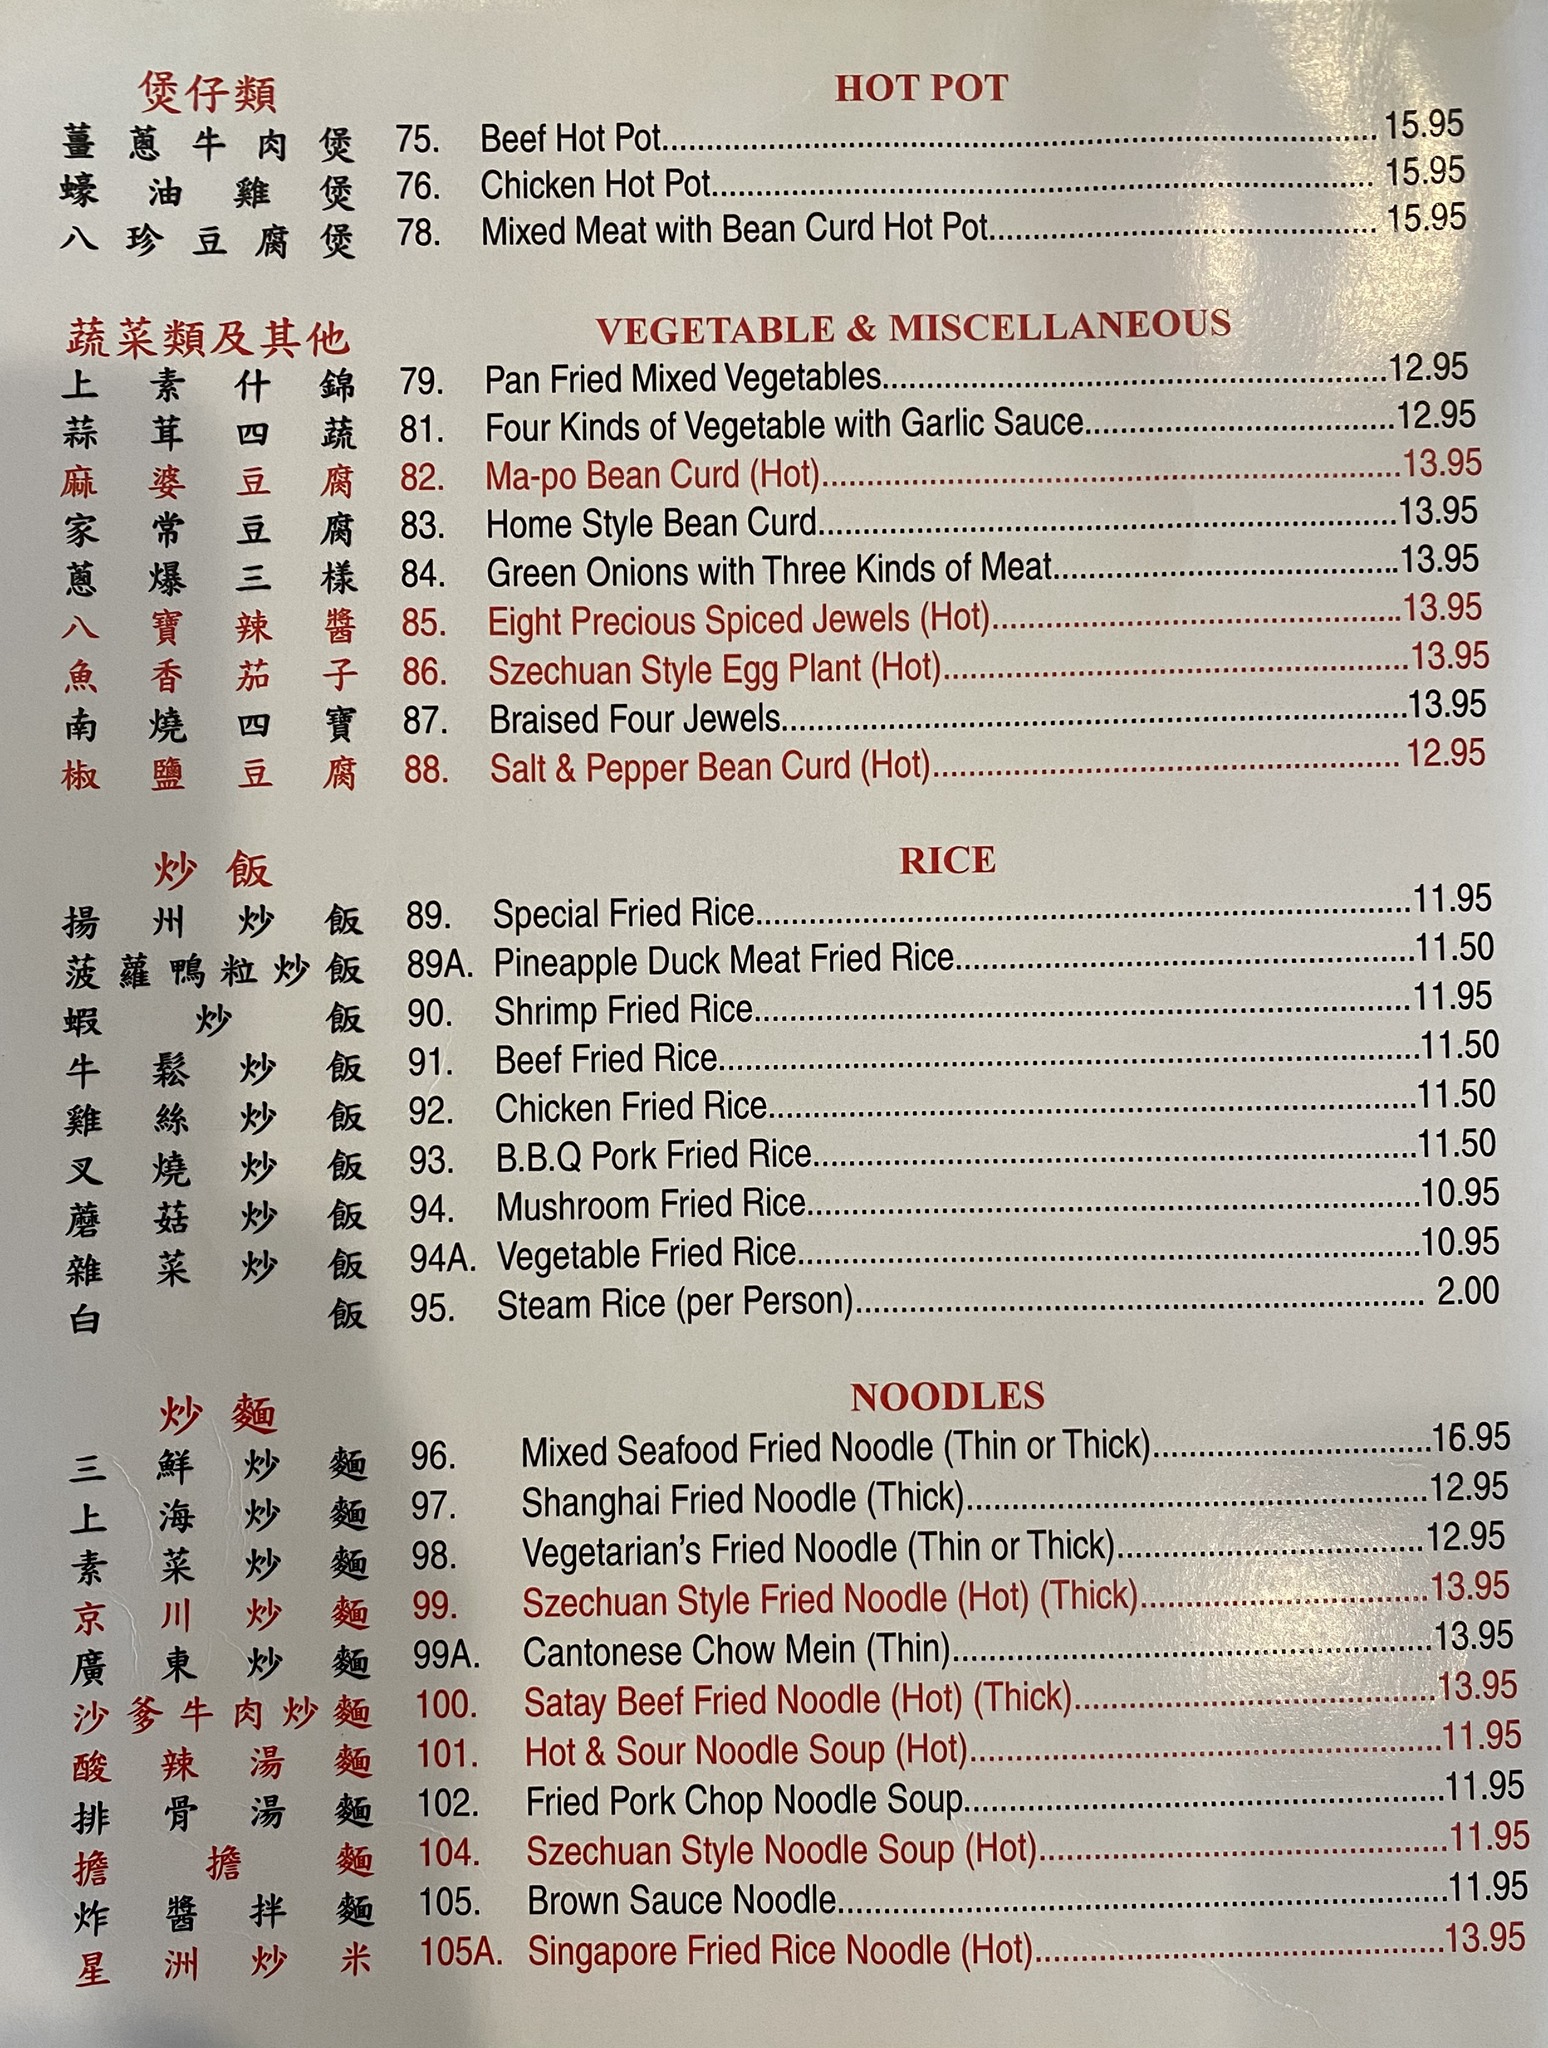 煲仔類 HOT POT
薑蔥牛肉煲 75. Beef Hot Pot 15.95
蠔油雞煲 76. Chicken Hot Pot 15.95
八珍豆腐煲 78. Mixed Meat with Bean Curd Hot Pot 15.95
蔬菜類及其他 VEGETABLE & MISCELLANEOUS
上素什錦 79. Pan Fried Mixed Vegetables 12.95
蒜茸四蔬 81. Four Kinds of Vegetable with Garlic Sauce 12.95
麻婆豆腐 82. Ma-po Bean Curd (Hot) 13.95
家常豆腐 83. Home Style Bean Curd 13.95
蔥爆三樣 84. Green Onions with Three Kinds of Meat 13.95
八寶辣醬 85. Eight Precious Spiced Jewels (Hot) 13.95
魚香茄子 86. Szechuan Style Egg Plant (Hot) 13.95
南燒四寶 87. Braised Four Jewels 13.95
椒鹽豆腐 88. Salt & Pepper Bean Curd (Hot) 12.95
炒飯 RICE
揚州炒飯 89. Special Fried Rice 11.95
菠蘿鴨粒炒飯 89A. Pineapple Duck Meat Fried Rice 11.50
蝦炒飯 90. Shrimp Fried Rice 11.95
牛鬆炒飯 91. Beef Fried Rice 11.50
雞絲炒飯 92. Chicken Fried Rice 11.50
叉燒炒飯 93. B.B.Q Pork Fried Rice 11.50
蘑菇炒飯 94. Mushroom Fried Rice 10.95
雜菜炒飯 94A. Vegetable Fried Rice 10.95
白飯 95. Steam Rice (per Person) 2.00
炒麵 NOODLES
三鮮炒麵 96. Mixed Seafood Fried Noodle (Thin or Thick) 16.95
上海炒麵 97. Shanghai Fried Noodle (Thick) 12.95
素菜炒麵 98. Vegetarian's Fried Noodle (Thin or Thick) 12.95
京川炒麵 99. Szechuan Style Fried Noodle (Hot) (Thick) 13.95
廣東炒麵 99A. Cantonese Chow Mein (Thin) 13.95
沙爹牛肉炒麵 100. Satay Beef Fried Noodle (Hot) (Thick) 13.95
酸辣湯麵 101. Hot & Sour Noodle Soup (Hot) 11.95
排骨湯麵 102. Fried Pork Chop Noodle Soup 11.95
擔擔麵 104. Szechuan Style Noodle Soup (Hot) 11.95
炸醬拌麵 105. Brown Sauce Noodle 11.95
星洲炒米 105A. Singapore Fried Rice Noodle (Hot) 13.95